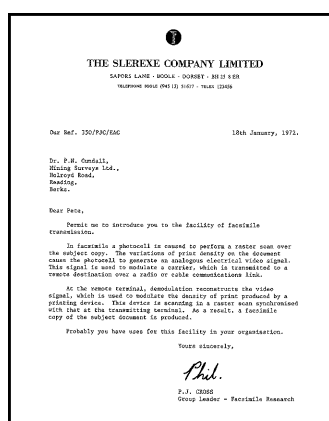 THE SLEREXE COMPANY LIMITED
SAPORS LANE · BOOLE · DORSET · BH 25 8 ER
TELEPHONE BOOLE (945 13) 51617 · TELEX 123456
Our Ref. 350/PJC/EAC 18th January, 1972.
Dr. P.N. Cundall,
Mining Surveys Ltd.,
Holroyd Road,
Reading,
Berks.
Dear Pete,
Permit me to introduce you to the facility of facsimile
transmission.
In facsimile a photocell is caused to perform a raster scan over
the subject copy. The variations of print density on the document
cause the photocell to generate an analogous electrical video signal.
This signal is used to modulate a carrier, which is transmitted to a
remote destination over a radio or cable communications link.
At the remote terminal, demodulation reconstructs the video
signal, which is used to modulate the density of print produced by a
printing device. This device is scanning in a raster scan synchronised
with that at the transmitting terminal. As a result, a facsimile
copy of the subject document is produced.
Probably you have uses for this facility in your organisation.
Yours sincerely,
Phil.
P.J. CROSS
Group Leader - Facsimile Research